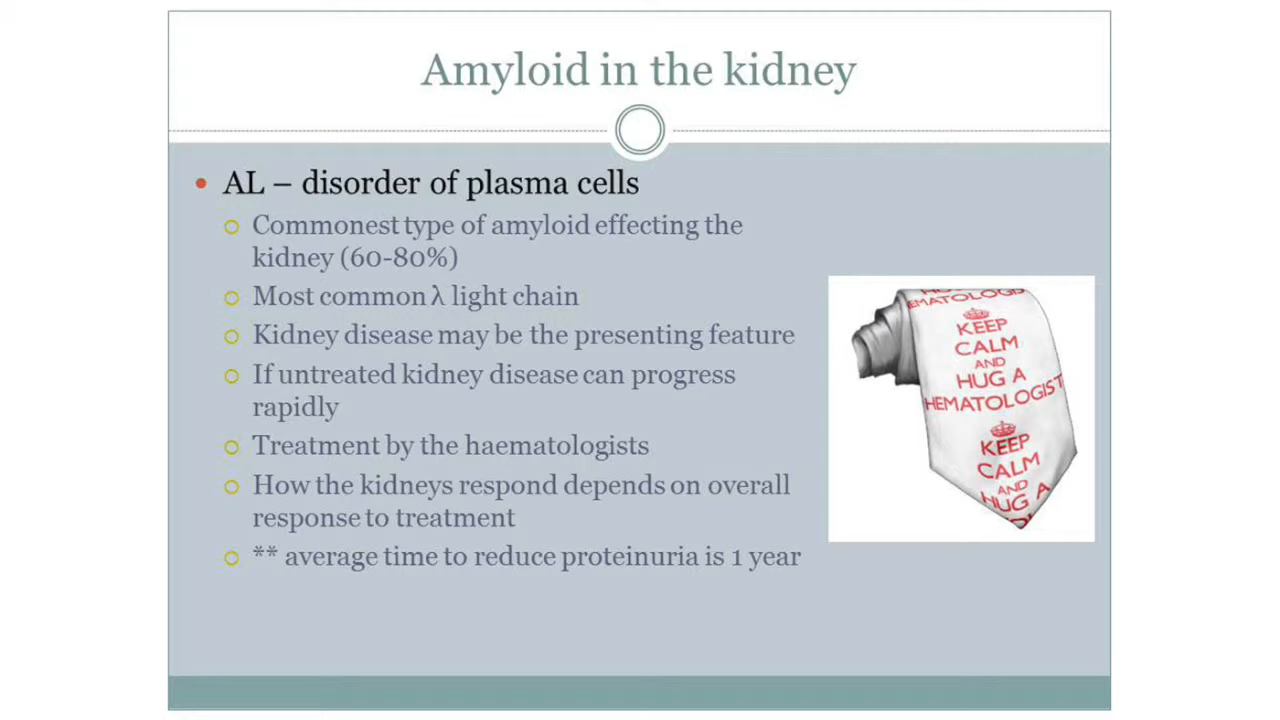 Amyloid in the kidney
• AL – disorder of plasma cells
Commonest type of amyloid effecting the
kidney (60-80%)
Most common λ light chain
Kidney disease may be the presenting feature
If untreated kidney disease can progress
rapidly
Treatment by the haematologists
How the kidneys respond depends on overall
response to treatment
** average time to reduce proteinuria is 1 year
HEMATOLOGIS
KEEP
CALM
AND
HUG A
HEMATOLOGIST
KEEP
CALM
AND
HUG A